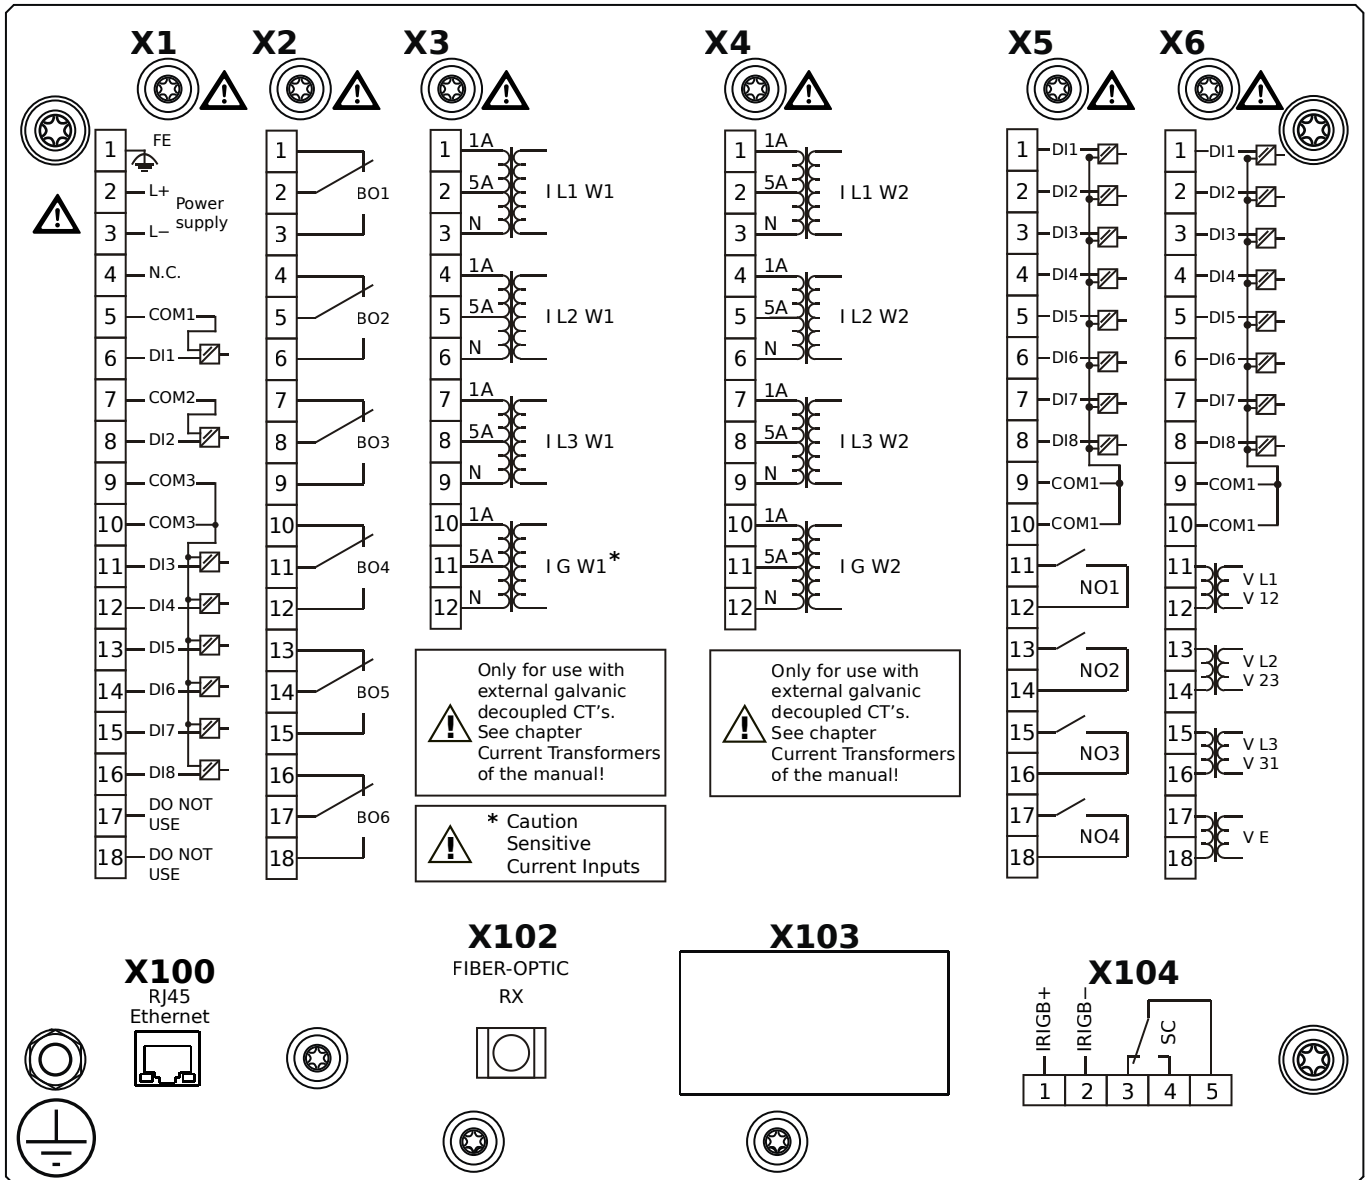 X1
X2
X3
X4
X5
X6
1 FE
2 L+
Power
supply
3 L−
4 N.C.
5 COM1
6 DI1
7 COM2
8 DI2
9 COM3
10 COM3
11 DI3
12 DI4
13 DI5
14 DI6
15 DI7
16 DI8
17 DO NOT
USE
18 DO NOT
USE
1
2 BO1
3
4
5 BO2
6
7
8 BO3
9
10
11 BO4
12
13
14 BO5
15
16
17 BO6
18
1 1A
2 5A I L1 W1
3 N
4 1A
5 5A I L2 W1
6 N
7 1A
8 5A I L3 W1
9 N
10 1A
11 5A I G W1*
12 N
Only for use with
external galvanic
decoupled CT's.
See chapter
Current Transformers
of the manual!
* Caution
Sensitive
Current Inputs
1 1A
2 5A I L1 W2
3 N
4 1A
5 5A I L2 W2
6 N
7 1A
8 5A I L3 W2
9 N
10 1A
11 5A I G W2
12 N
Only for use with
external galvanic
decoupled CT's.
See chapter
Current Transformers
of the manual!
1 DI1
2 DI2
3 DI3
4 DI4
5 DI5
6 DI6
7 DI7
8 DI8
9 COM1
10 COM1
11
NO1
12
13
NO2
14
15
NO3
16
17
NO4
18
1 DI1
2 DI2
3 DI3
4 DI4
5 DI5
6 DI6
7 DI7
8 DI8
9 COM1
10 COM1
11 V L1
12 V 12
13 V L2
14 V 23
15 V L3
16 V 31
17
V E
18
X100
RJ45
Ethernet
X102
FIBER-OPTIC
RX
X103
X104
IRIGB+
IRIGB−
SC
1 2 3 4 5